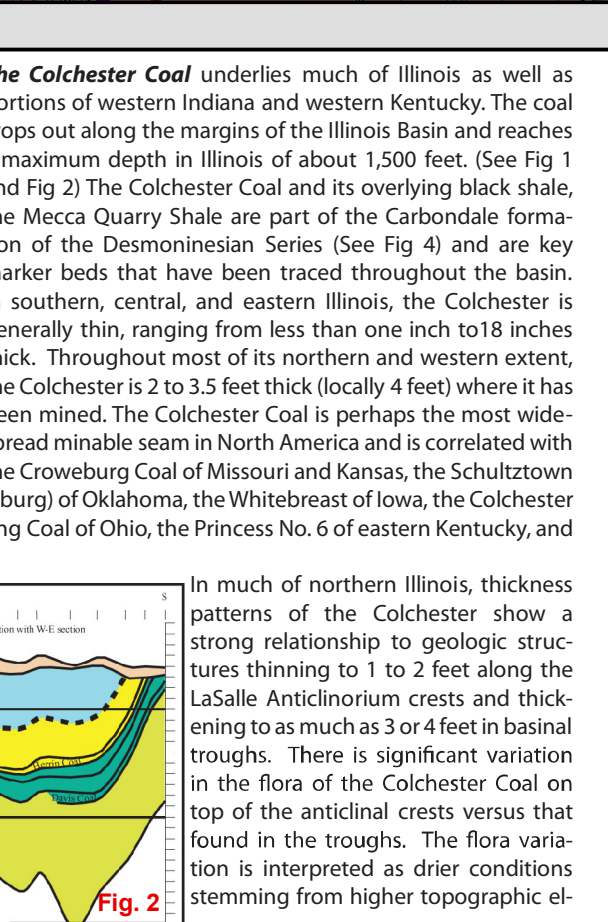 he Colchester Coal underlies much of Illinois as well as
ortions of western Indiana and western Kentucky. The coal
rops out along the margins of the Illinois Basin and reaches
maximum depth in Illinois of about 1,500 feet. (See Fig 1
nd Fig 2) The Colchester Coal and its overlying black shale,
he Mecca Quarry Shale are part of the Carbondale forma-
on of the Desmoninesian Series (See Fig 4) and are key
arker beds that have been traced throughout the basin.
southern, central, and eastern Illinois, the Colchester is
enerally thin, ranging from less than one inch to18 inches
hick. Throughout most of its northern and western extent,
he Colchester is 2 to 3.5 feet thick (locally 4 feet) where it has
een mined. The Colchester Coal is perhaps the most wide-
pread minable seam in North America and is correlated with
he Croweburg Coal of Missouri and Kansas, the Schultztown
burg) of Oklahoma, the Whitebreast of Iowa, the Colchester
ng Coal of Ohio, the Princess No. 6 of eastern Kentucky, and
S
tion with W-E section
Herrin Coal
Davis Coal
Fig. 2
In much of northern Illinois, thickness
patterns of the Colchester show a
strong relationship to geologic struc-
tures thinning to 1 to 2 feet along the
LaSalle Anticlinorium crests and thick-
ening to as much as 3 or 4 feet in basinal
troughs. There is significant variation
in the flora of the Colchester Coal on
top of the anticlinal crests versus that
found in the troughs. The flora varia-
tion is interpreted as drier conditions
stemming from higher topographic el-